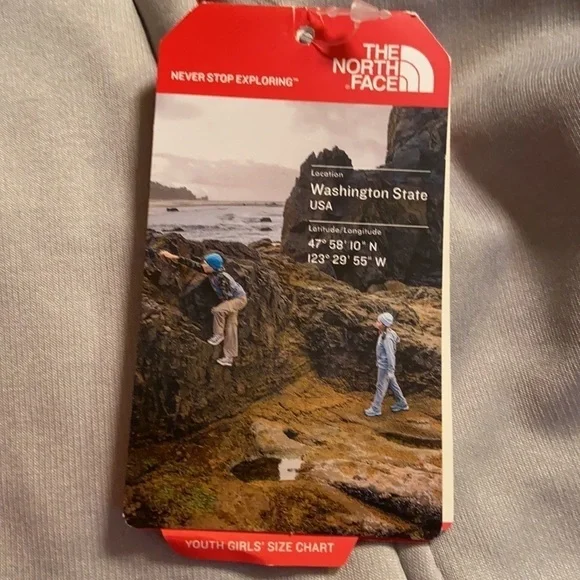 THE
NORTH
FACE
NEVER STOP EXPLORING™
Location
Washington State
USA
Latitude/Longitude
47° 58' 10" N
123° 29' 55" W
YOUTH GIRLS' SIZE CHART